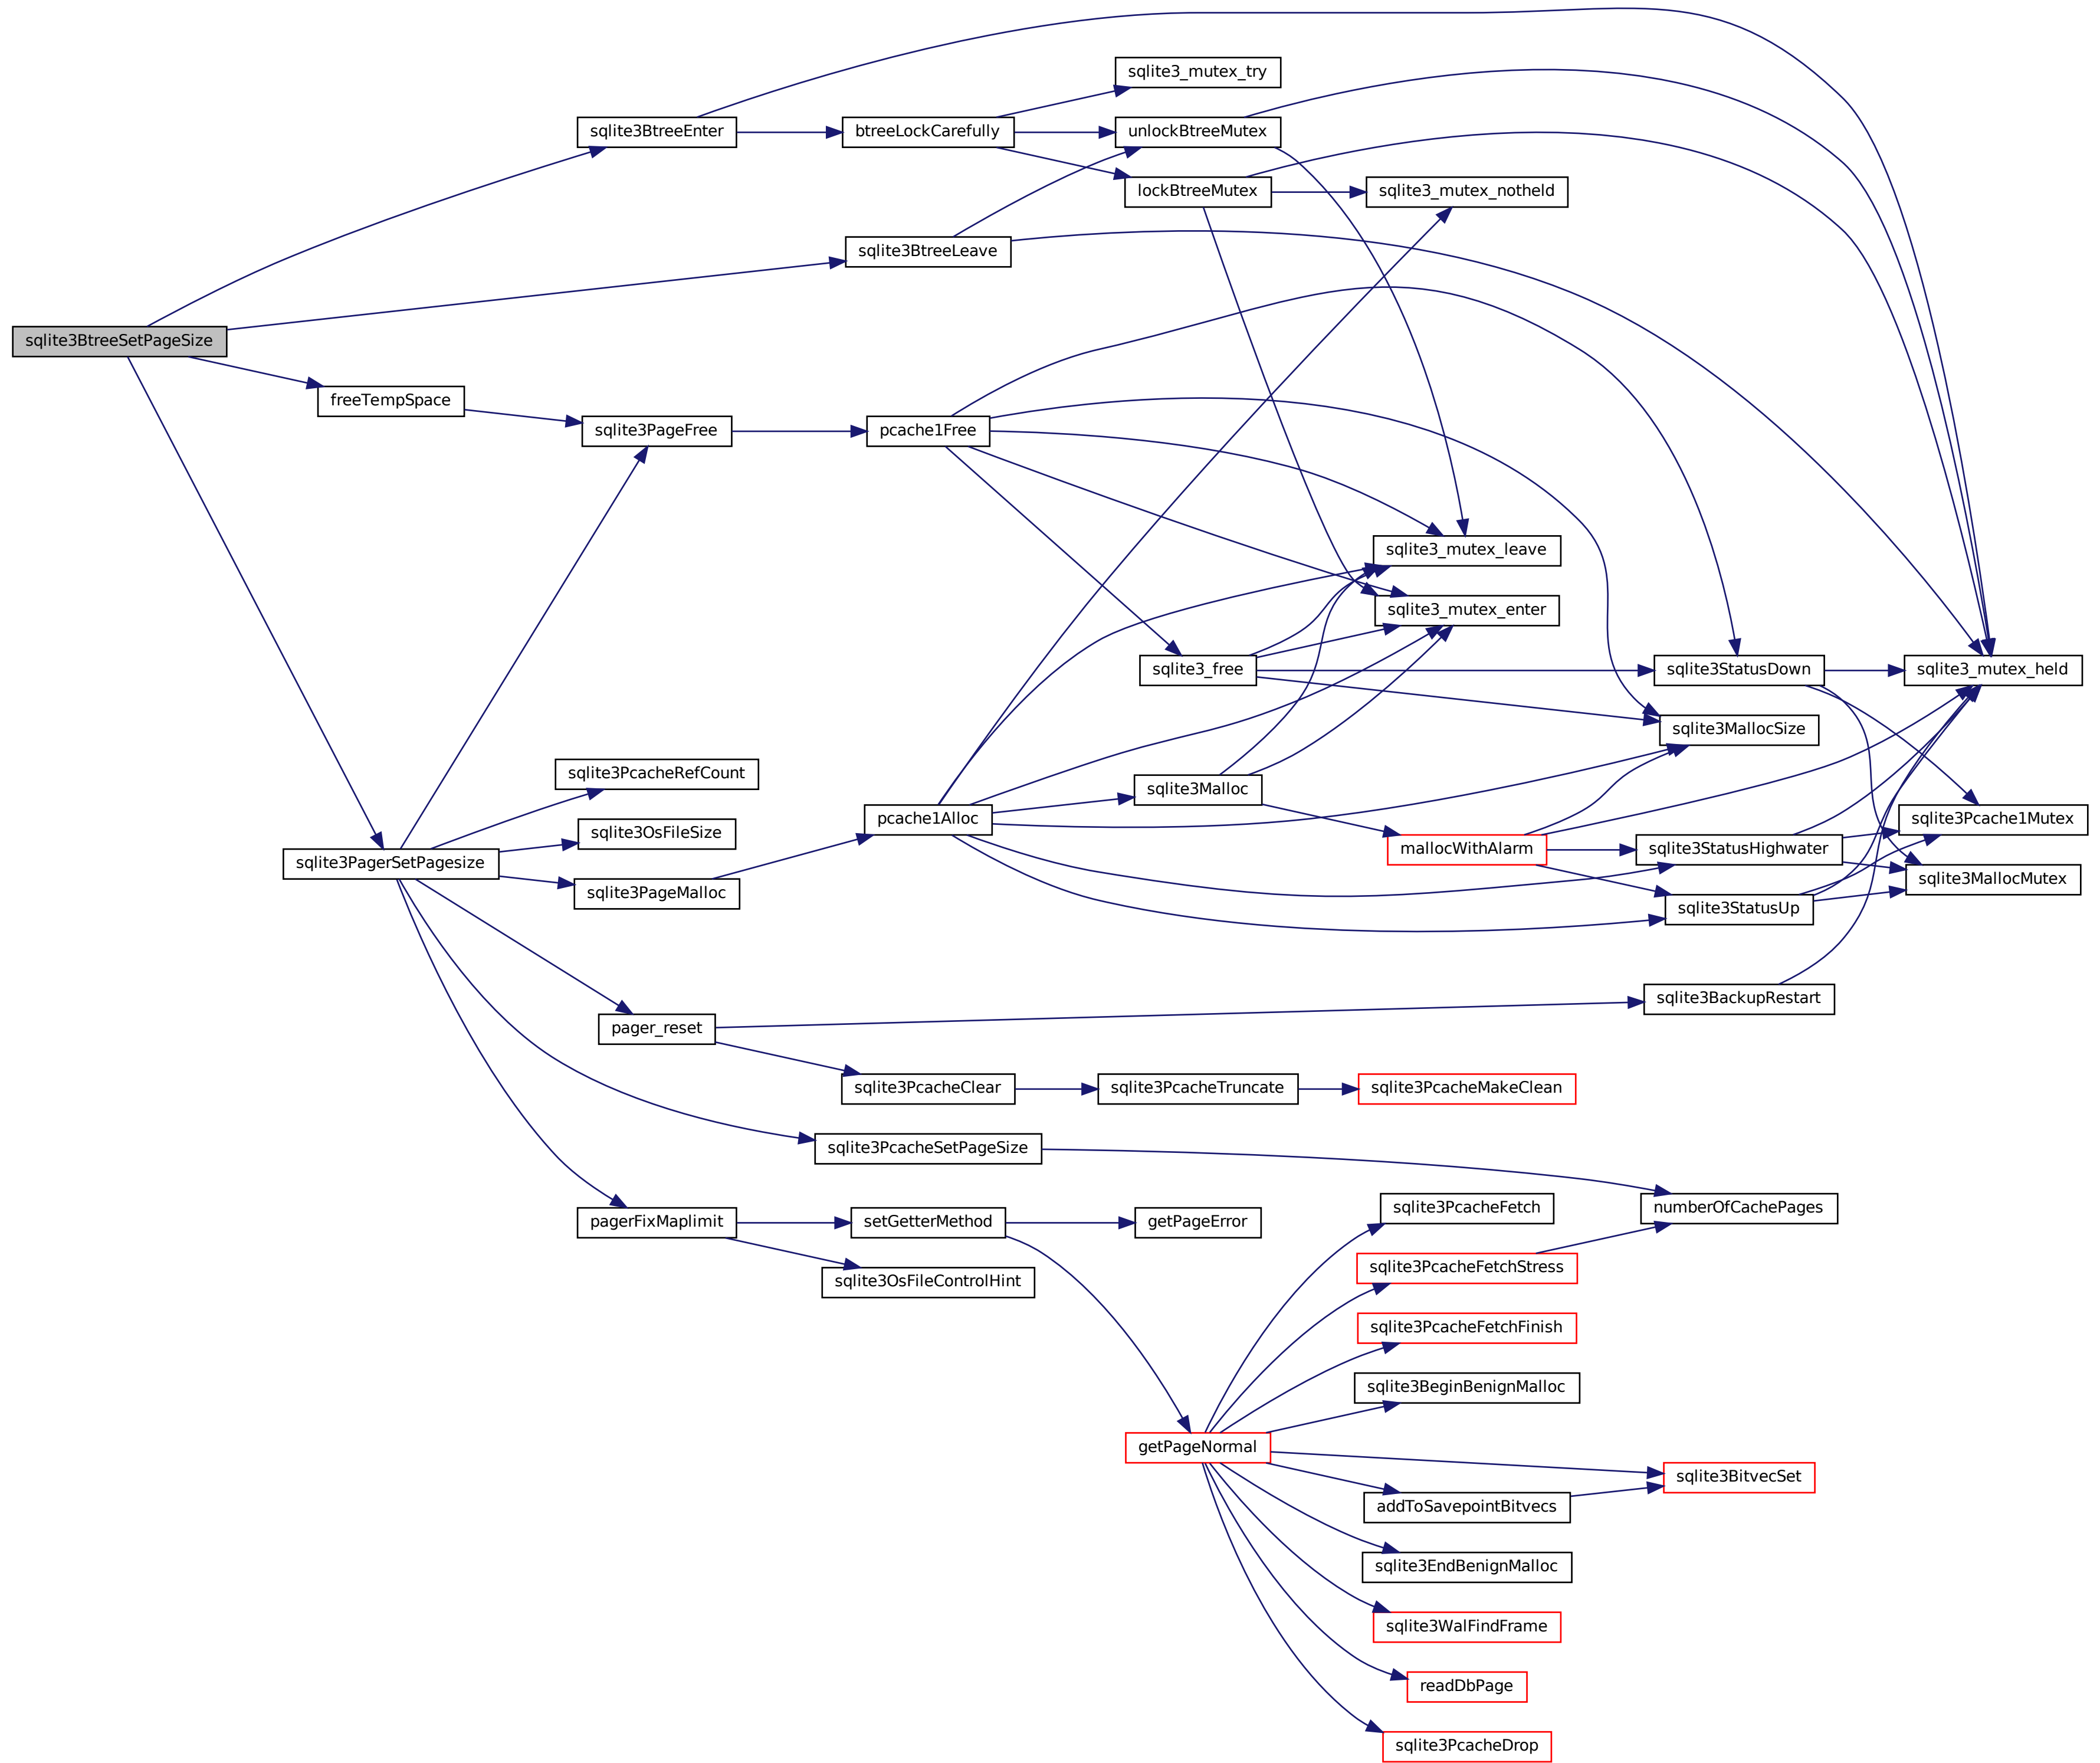 sqlite3_mutex_try
sqlite3BtreeEnter
btreeLockCarefully
unlockBtreeMutex
lockBtreeMutex
sqlite3_mutex_notheld
sqlite3BtreeLeave
sqlite3BtreeSetPageSize
freeTempSpace
sqlite3PageFree
pcache1Free
sqlite3_mutex_leave
sqlite3_mutex_enter
sqlite3_free
sqlite3StatusDown
sqlite3_mutex_held
sqlite3MallocSize
sqlite3PcacheRefCount
sqlite3Malloc
sqlite3OsFileSize
pcache1Alloc
sqlite3Pcache1Mutex
sqlite3PagerSetPagesize
mallocWithAlarm
sqlite3StatusHighwater
sqlite3MallocMutex
sqlite3PageMalloc
sqlite3StatusUp
sqlite3BackupRestart
pager_reset
sqlite3PcacheClear
sqlite3PcacheTruncate
sqlite3PcacheMakeClean
sqlite3PcacheSetPageSize
sqlite3PcacheFetch
numberOfCachePages
pagerFixMaplimit
setGetterMethod
getPageError
sqlite3PcacheFetchStress
sqlite3OsFileControlHint
sqlite3PcacheFetchFinish
sqlite3BeginBenignMalloc
getPageNormal
sqlite3BitvecSet
addToSavepointBitvecs
sqlite3EndBenignMalloc
sqlite3WalFindFrame
readDbPage
sqlite3PcacheDrop